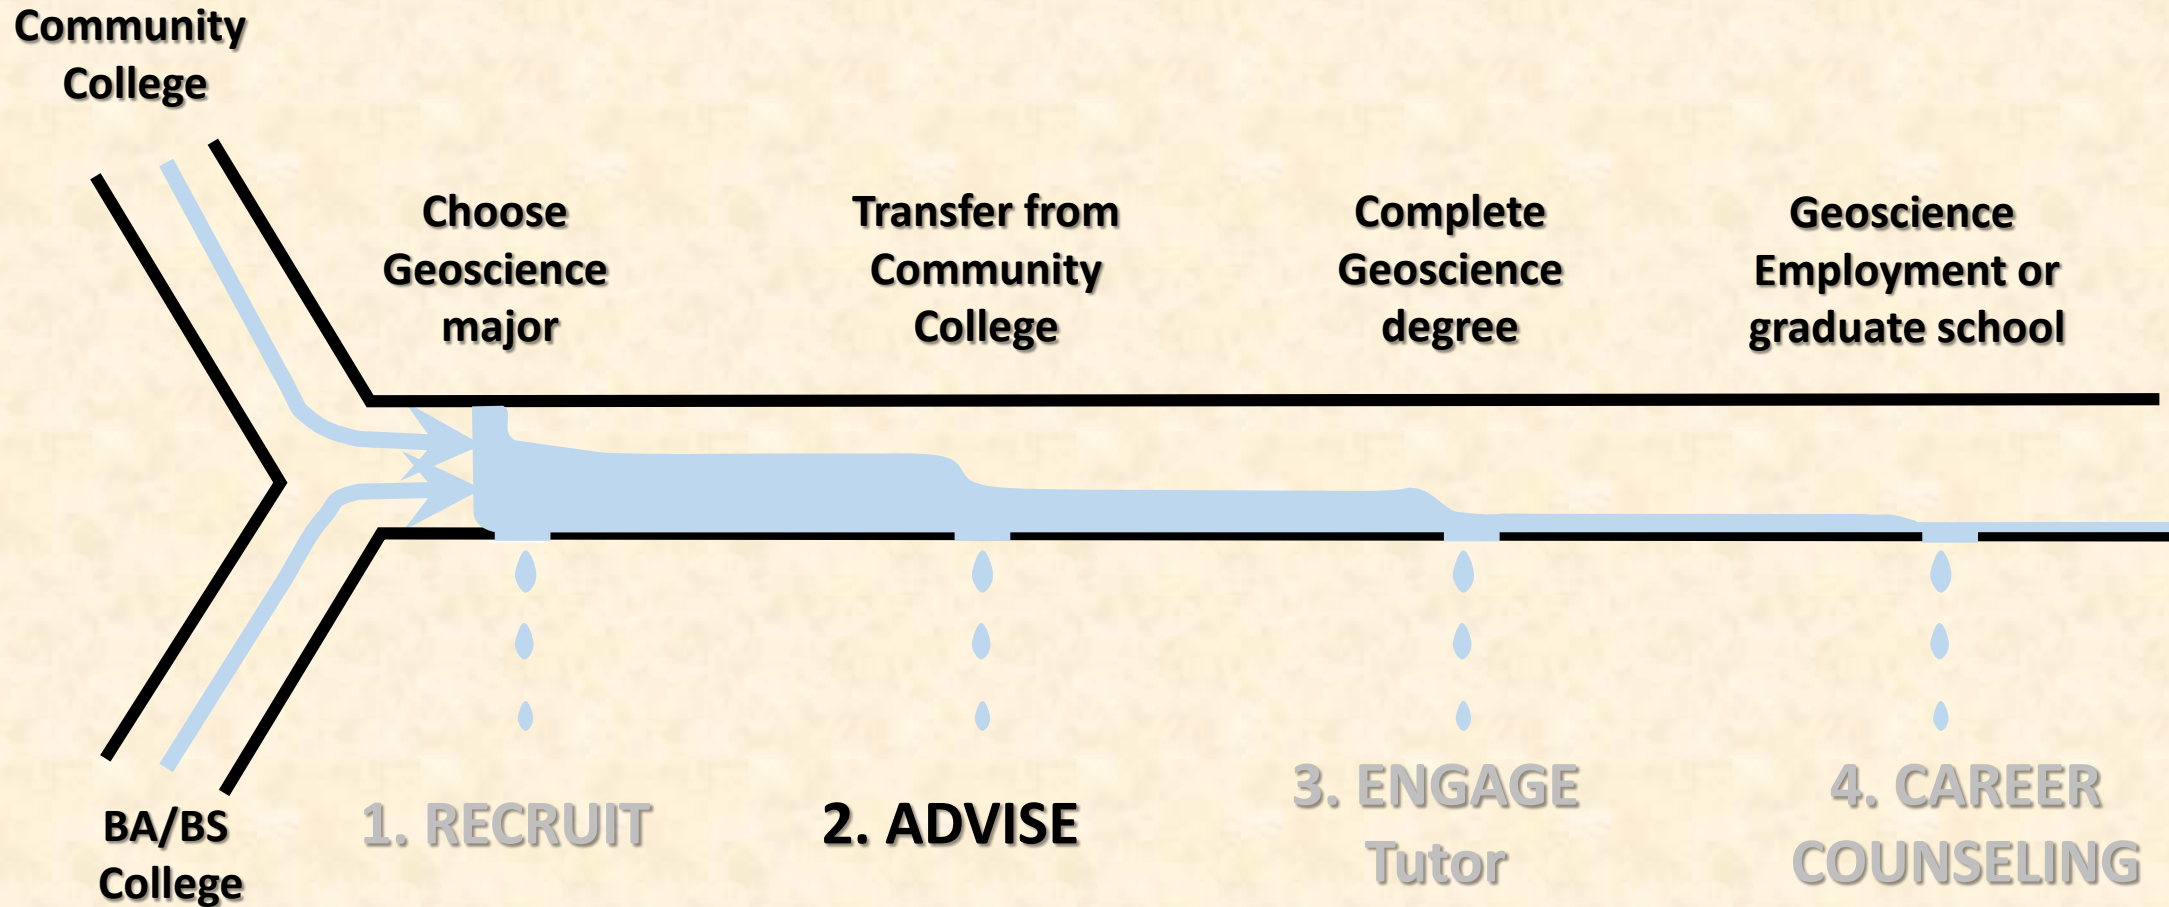 Community
College
Choose
Geoscience
major
Transfer from
Community
College
Complete
Geoscience
degree
Geoscience
Employment or
graduate school
BA/BS
College
1. RECRUIT
2. ADVISE
3. ENGAGE
Tutor
4. CAREER
COUNSELING